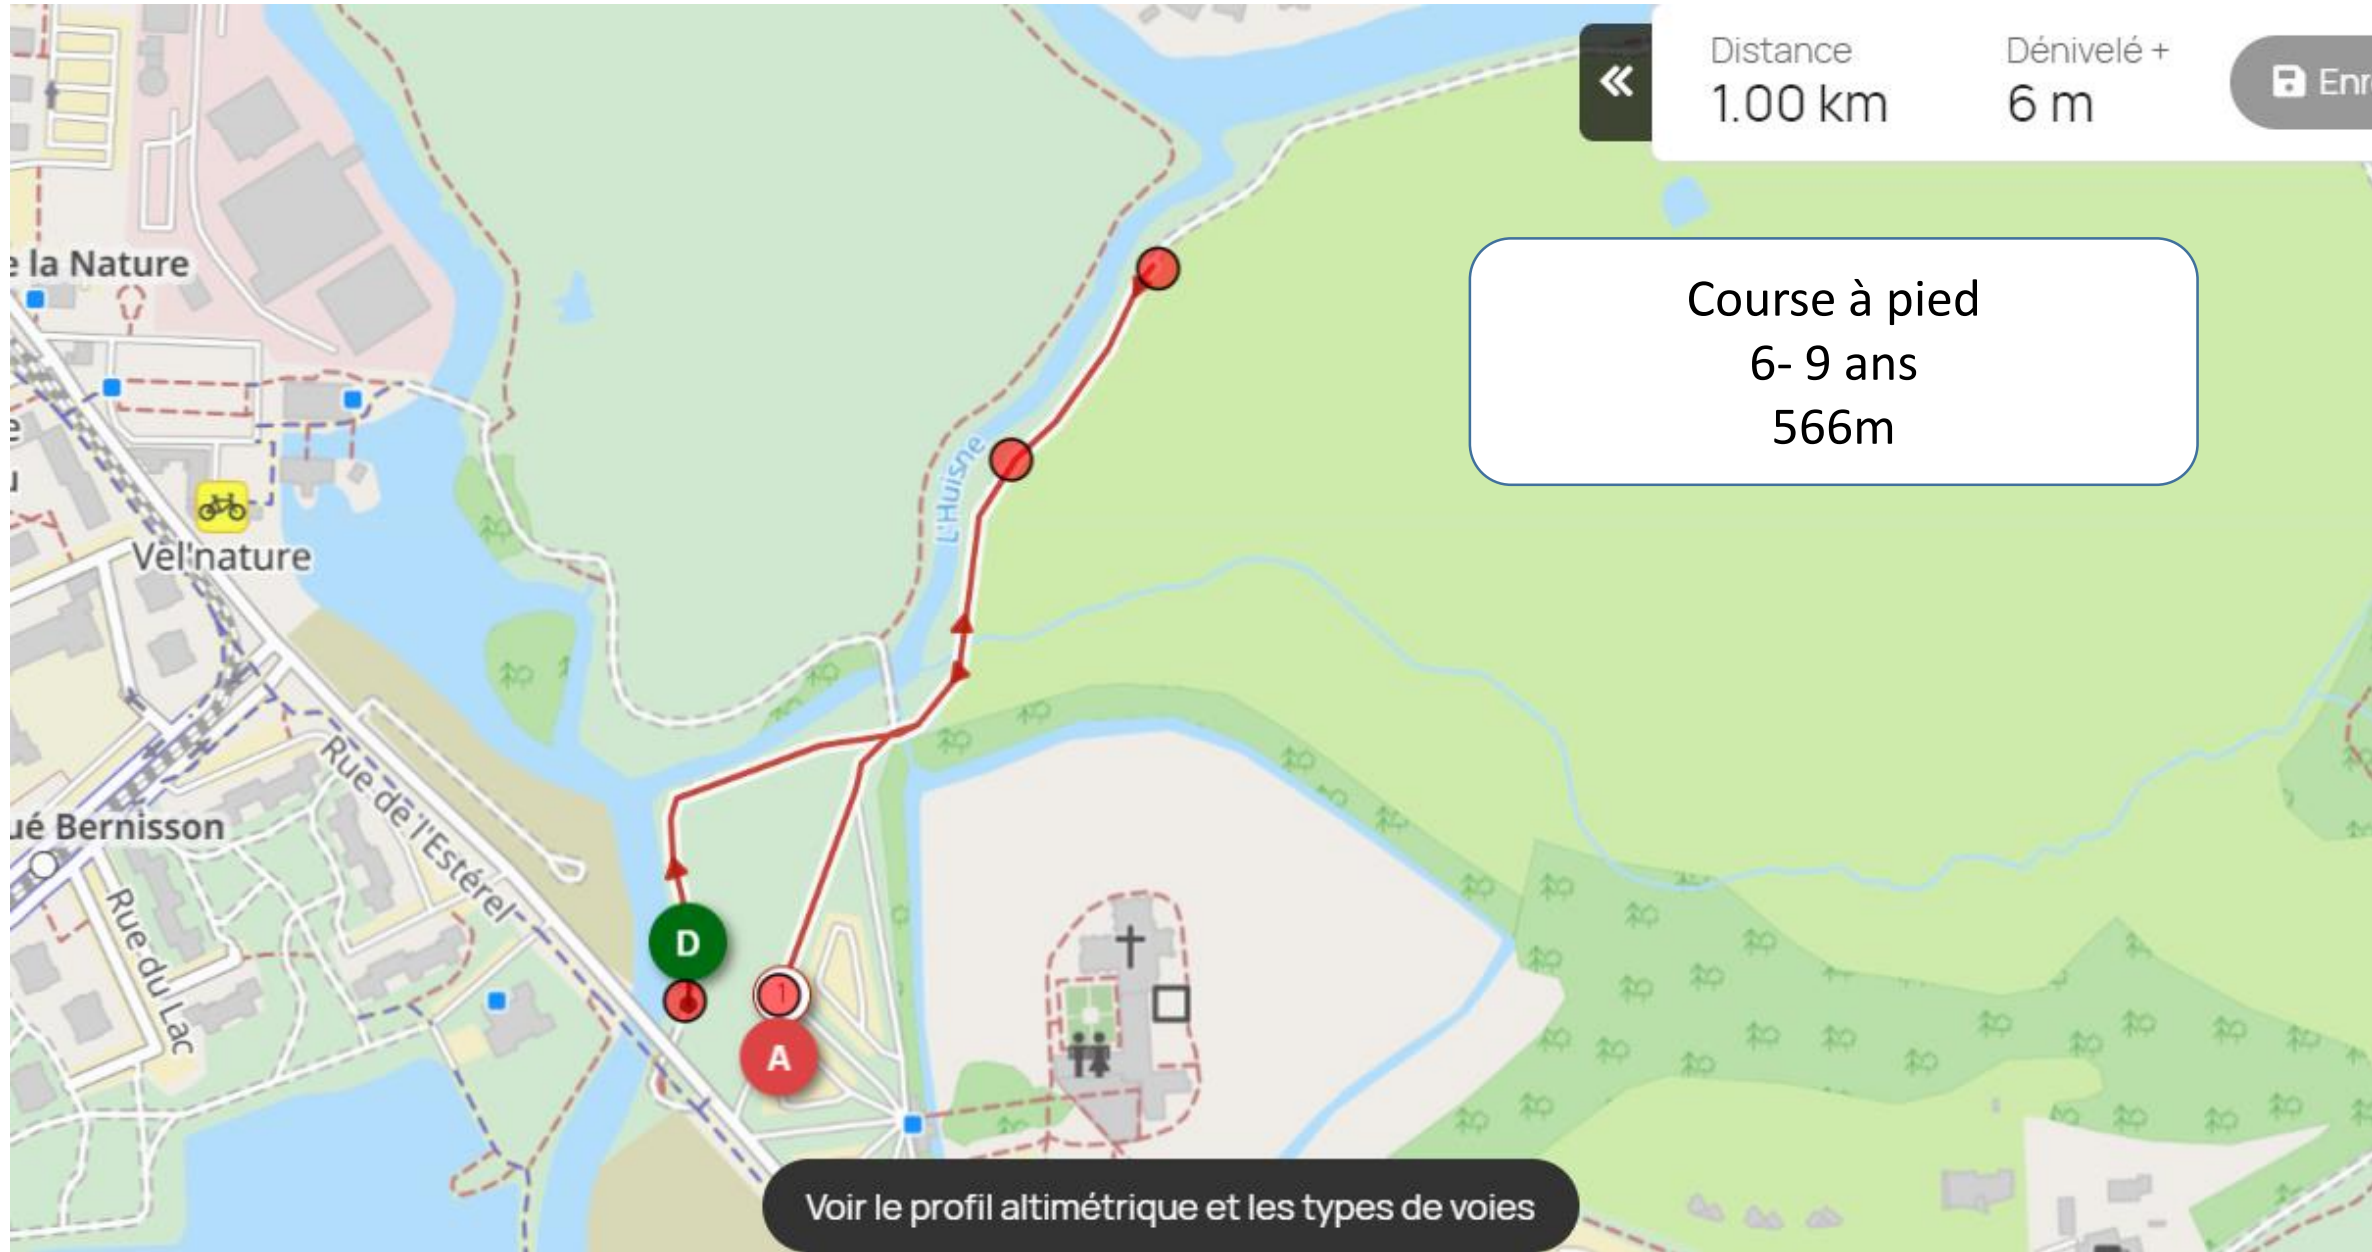 Distance
1.00 km
Dénivelé +
6 m
Enr
Course à pied
6- 9 ans
566m
e la Nature
Vel'nature
L'Huisne
Rue de l'Estérel
ué Bernisson
Rue du Lac
D
1
A
Voir le profil altimétrique et les types de voies